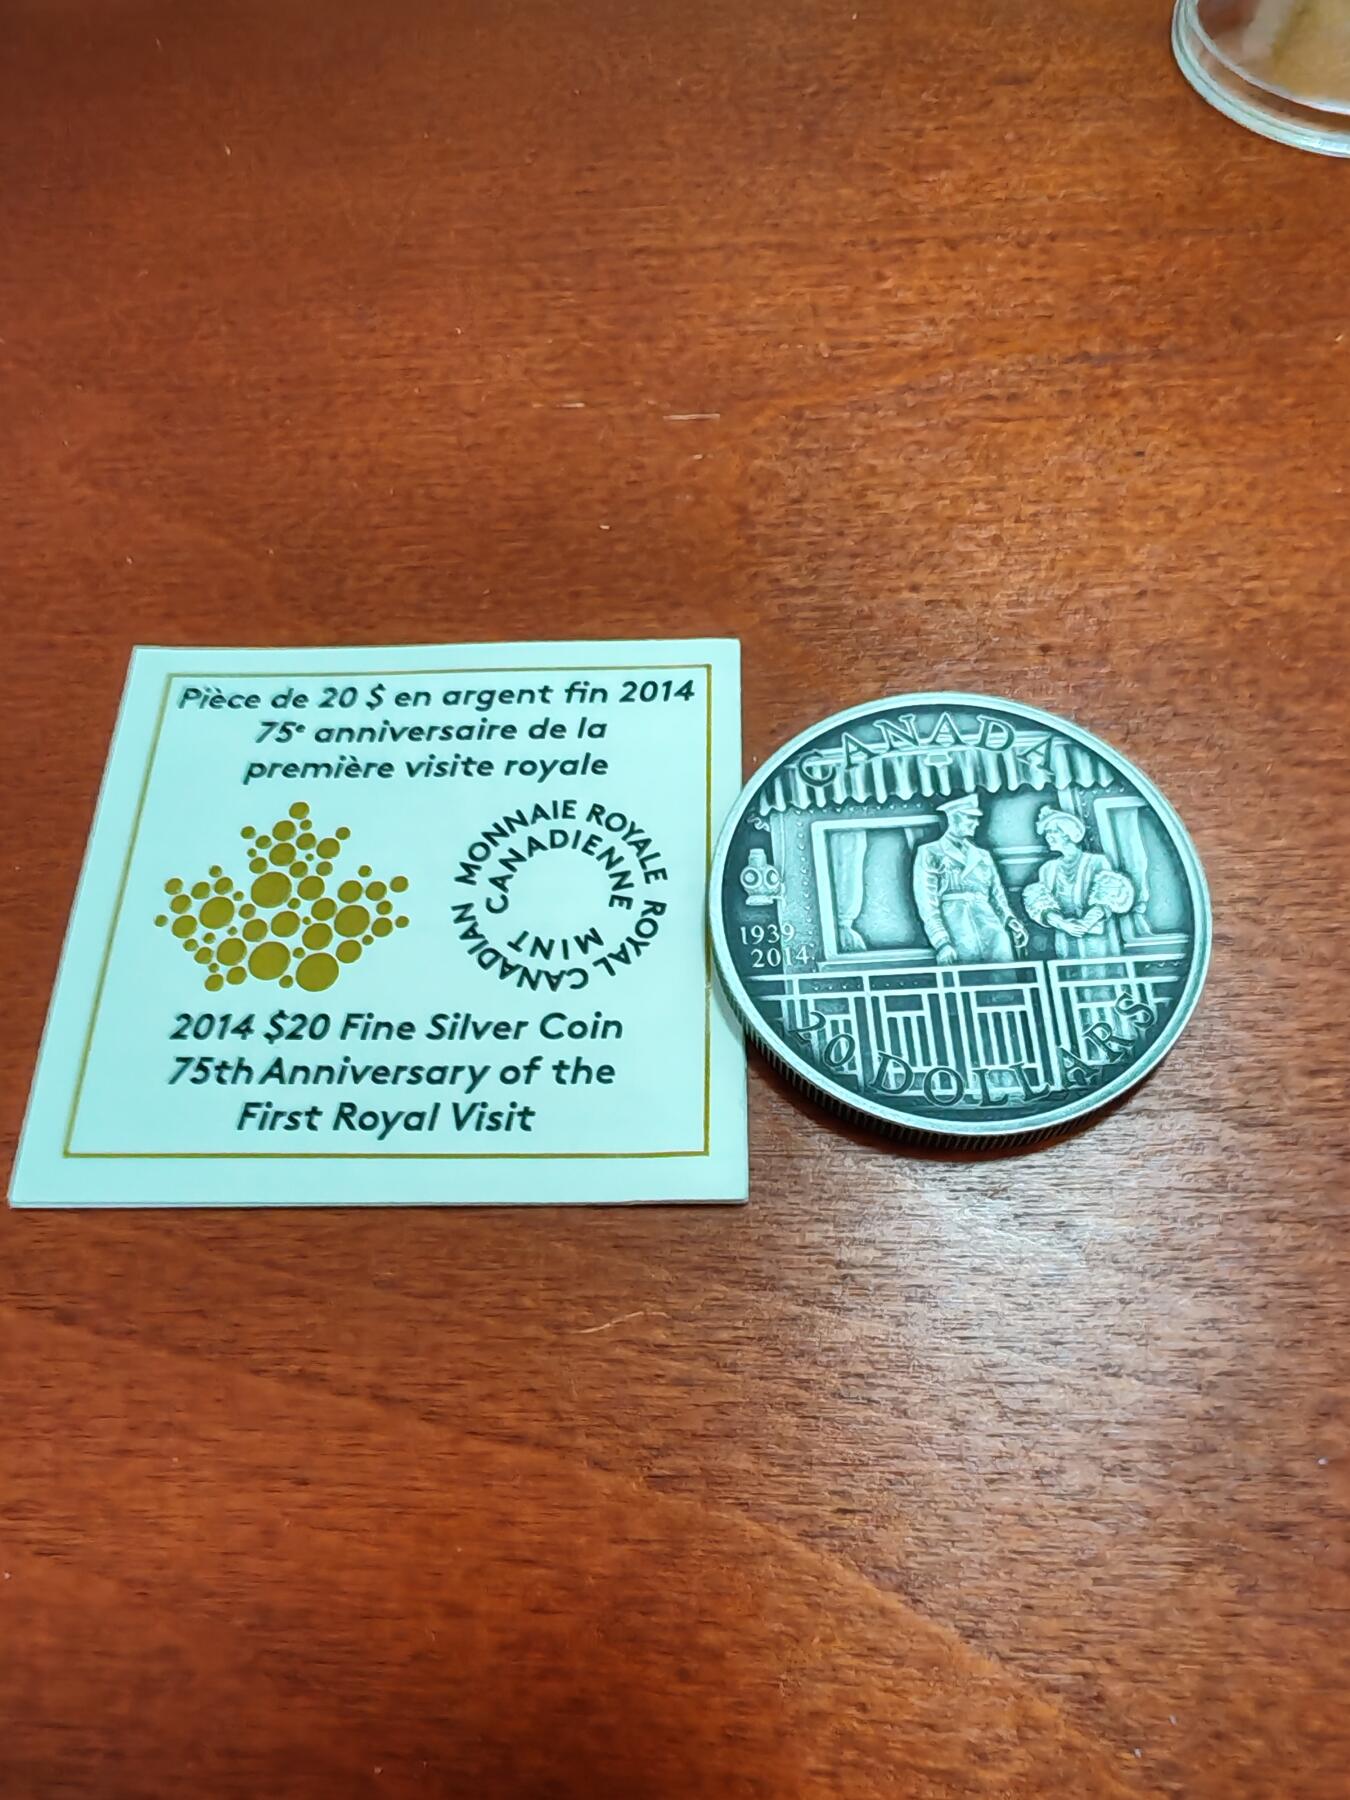 Pièce de 20 $ en argent fin 2014
75e anniversaire de la
première visite royale
MONNAIE ROYALE
CANADIENNE
ROYAL CANADIAN
MINT
2014 $20 Fine Silver Coin
75th Anniversary of the
First Royal Visit
CANADA
1939
2014
20 DOLLARS